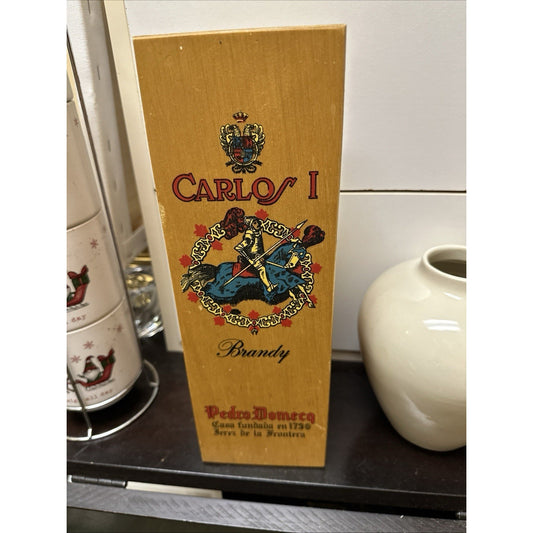 CARLOS I
Brandy
Pedro Domecq
Casa fundada en 1730
Jerez de la Frontera